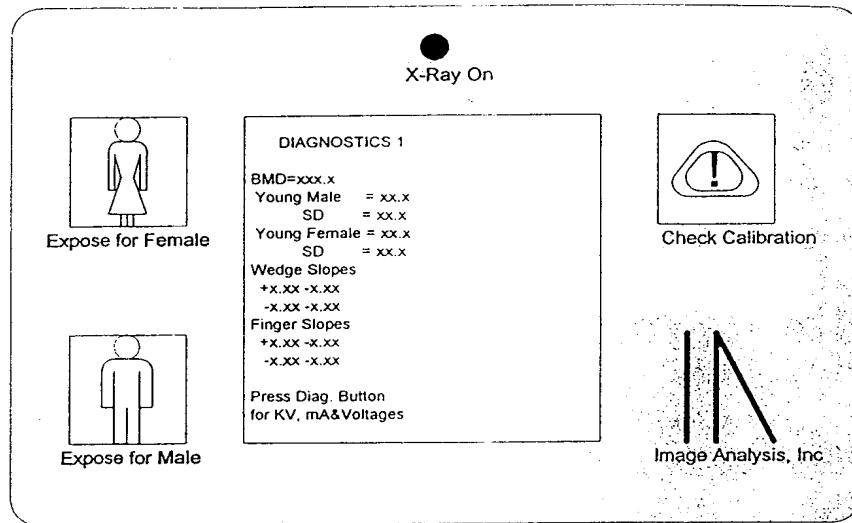 X-Ray On
Expose for Female
Expose for Male
DIAGNOSTICS 1
BMD=xxx.x
Young Male = xx.x
SD = xx.x
Young Female = xx.x
SD = xx.x
Wedge Slopes
+x.xx -x.xx
-x.xx -x.xx
Finger Slopes
+x.xx -x.xx
-x.xx -x.xx
Press Diag. Button
for KV, mA&Voltages
!
Check Calibration
Image Analysis, Inc